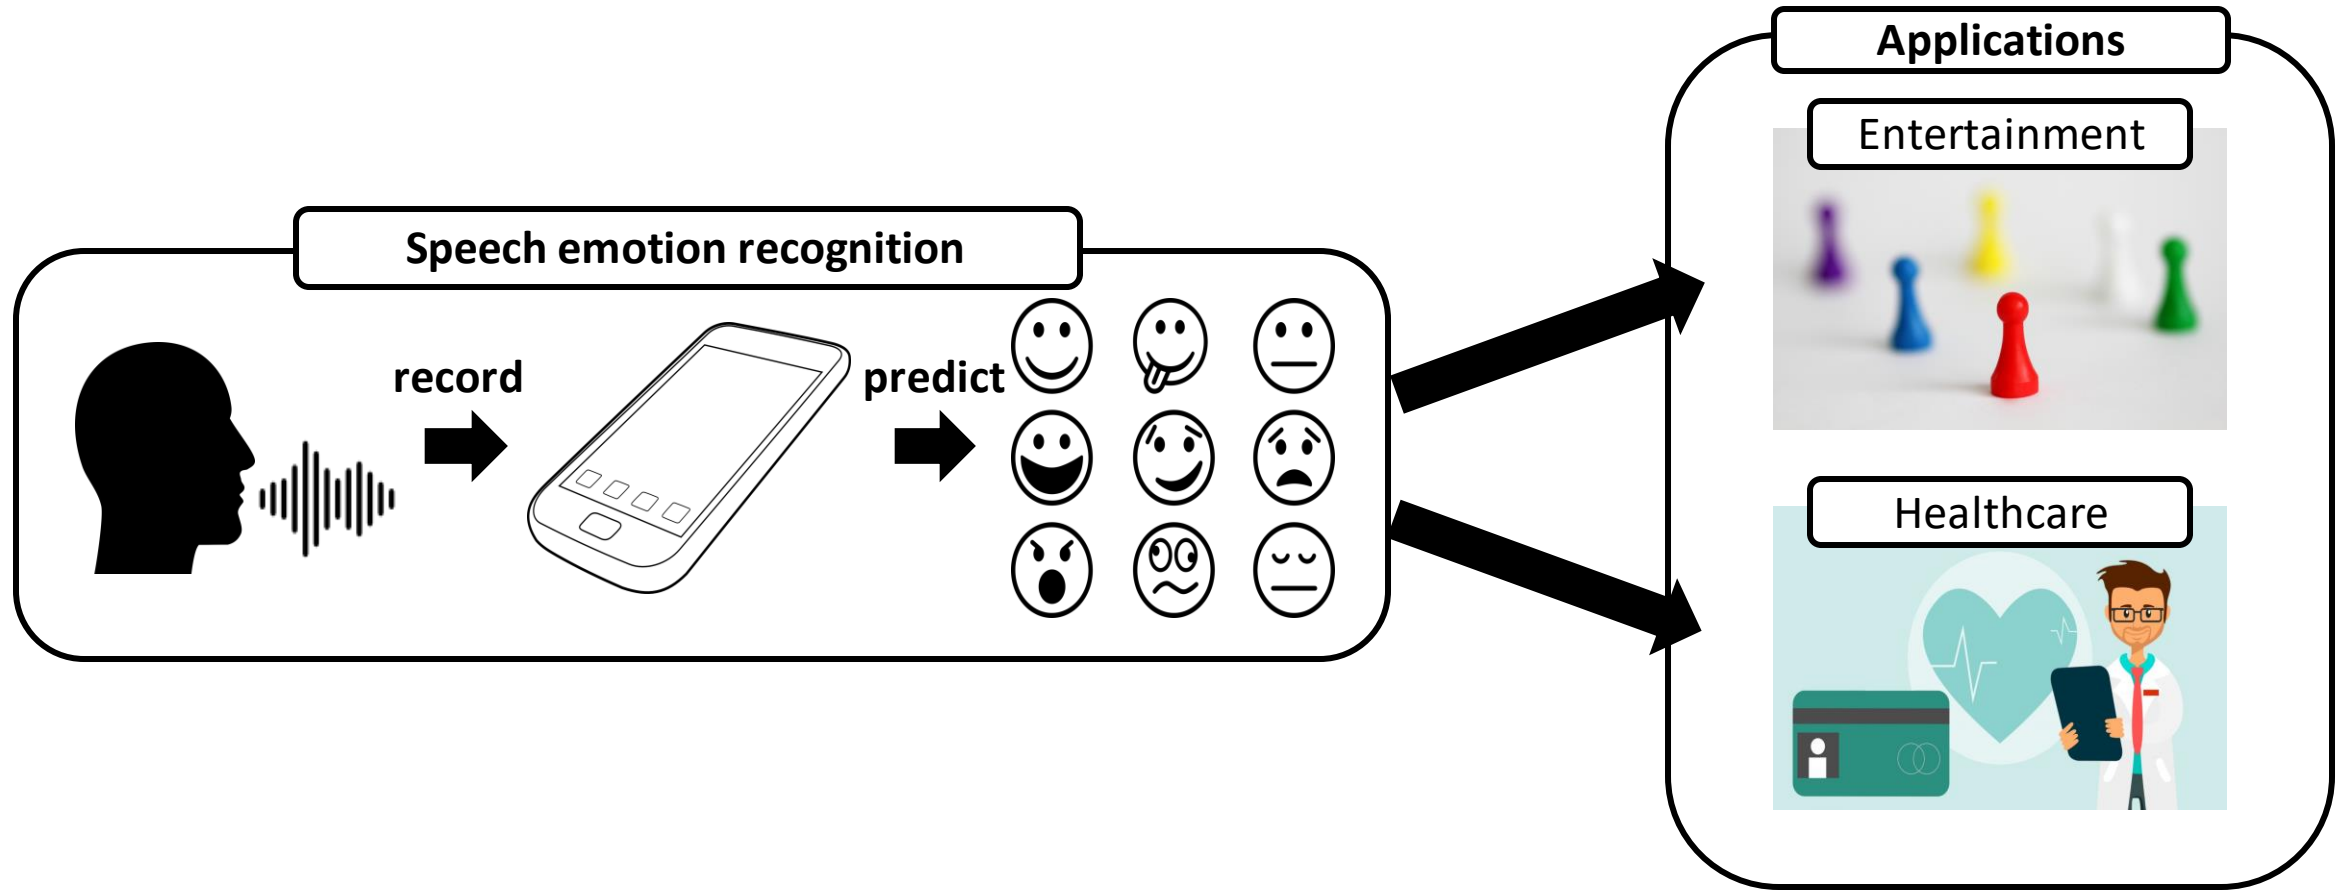 Speech emotion recognition
record
predict
Applications
Entertainment
Healthcare